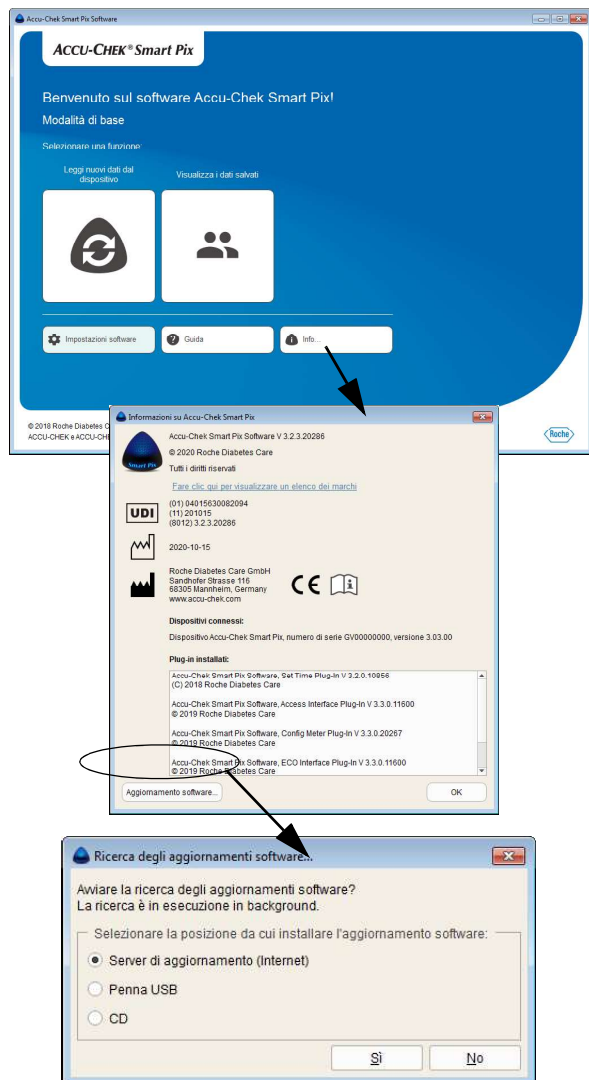 Accu-Chek Smart Pix Software
ACCU-CHEK® Smart Pix
Benvenuto sul software Accu-Chek Smart Pix!
Modalità di base
Selezionare una funzione:
Leggi nuovi dati dal
dispositivo
Visualizza i dati salvati
Impostazioni software
Guida
Info...
© 2018 Roche Diabetes C
ACCU-CHEK e ACCU-CHE
Roche
Informazioni su Accu-Chek Smart Pix
Smart Pix
Accu-Chek Smart Pix Software V 3.2.3.20286
© 2020 Roche Diabetes Care
Tutti i diritti riservati
Fare clic qui per visualizzare un elenco dei marchi
UDI
(01) 04015630082094
(11) 201015
(8012) 3.2.3.20286
2020-10-15
Roche Diabetes Care GmbH
Sandhofer Strasse 116
68305 Mannheim, Germany
www.accu-chek.com
CE
Dispositivi connessi:
Dispositivo Accu-Chek Smart Pix, numero di serie GV00000000, versione 3.03.00
Plug-in installati:
Accu-Chek Smart Pix Software, Set Time Plug-In V 3.2.0.10856
(C) 2018 Roche Diabetes Care
Accu-Chek Smart Pix Software, Access Interface Plug-In V 3.3.0.11600
© 2019 Roche Diabetes Care
Accu-Chek Smart Pix Software, Config Meter Plug-In V 3.3.0.20267
© 2019 Roche Diabetes Care
Accu-Chek Smart Pix Software, ECO Interface Plug-In V 3.3.0.11600
© 2019 Roche Diabetes Care
Aggiornamento software...
OK
Ricerca degli aggiornamenti software...
Avviare la ricerca degli aggiornamenti software?
La ricerca è in esecuzione in background.
Selezionare la posizione da cui installare l'aggiornamento software:
Server di aggiornamento (Internet)
Penna USB
CD
Sì
No